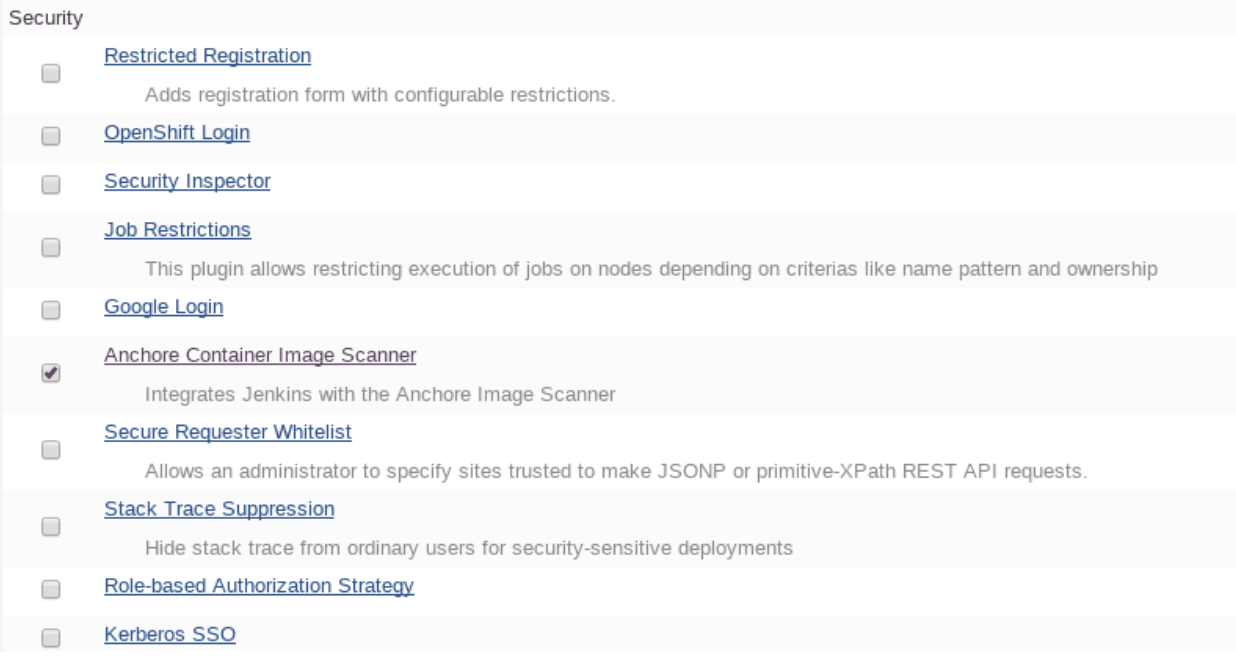 Security
Restricted Registration
Adds registration form with configurable restrictions.
OpenShift Login
Security Inspector
Job Restrictions
This plugin allows restricting execution of jobs on nodes depending on criterias like name pattern and ownership
Google Login
Anchore Container Image Scanner
Integrates Jenkins with the Anchore Image Scanner
Secure Requester Whitelist
Allows an administrator to specify sites trusted to make JSONP or primitive-XPath REST API requests.
Stack Trace Suppression
Hide stack trace from ordinary users for security-sensitive deployments
Role-based Authorization Strategy
Kerberos SSO